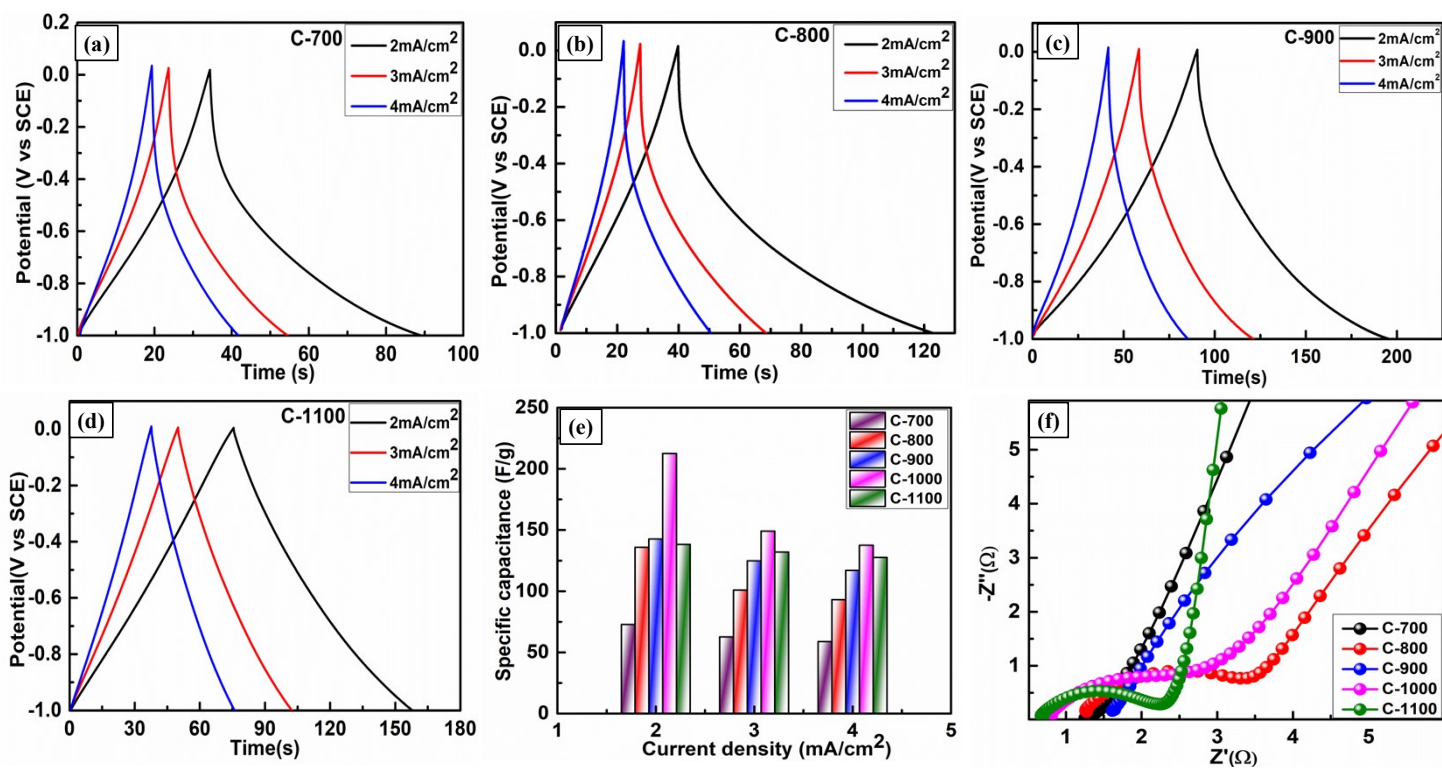 (a)
C-700
2mA/cm²
3mA/cm²
4mA/cm²
0.2
0.0
-0.2
-0.4
-0.6
-0.8
-1.0
Potential (V vs SCE)
0 20 40 60 80 100
Time (s)
(b)
C-800
2mA/cm²
3mA/cm²
4mA/cm²
0.0
-0.2
-0.4
-0.6
-0.8
-1.0
Potential(V vs SCE)
0 20 40 60 80 100 120
Time (s)
(c)
C-900
2mA/cm²
3mA/cm²
4mA/cm²
0.0
-0.2
-0.4
-0.6
-0.8
-1.0
Potential(V vs SCE)
0 50 100 150 200
Time(s)
(d)
C-1100
2mA/cm²
3mA/cm²
4mA/cm²
0.0
-0.2
-0.4
-0.6
-0.8
-1.0
Potential(V vs SCE)
0 30 60 90 120 150 180
Time(s)
(e)
C-700
C-800
C-900
C-1000
C-1100
250
200
150
100
50
0
Specific capacitance (F/g)
1 2 3 4 5
Current density (mA/cm²)
(f)
5
4
3
2
1
-Z''(Ω)
C-700
C-800
C-900
C-1000
C-1100
1 2 3 4 5
Z'(Ω)